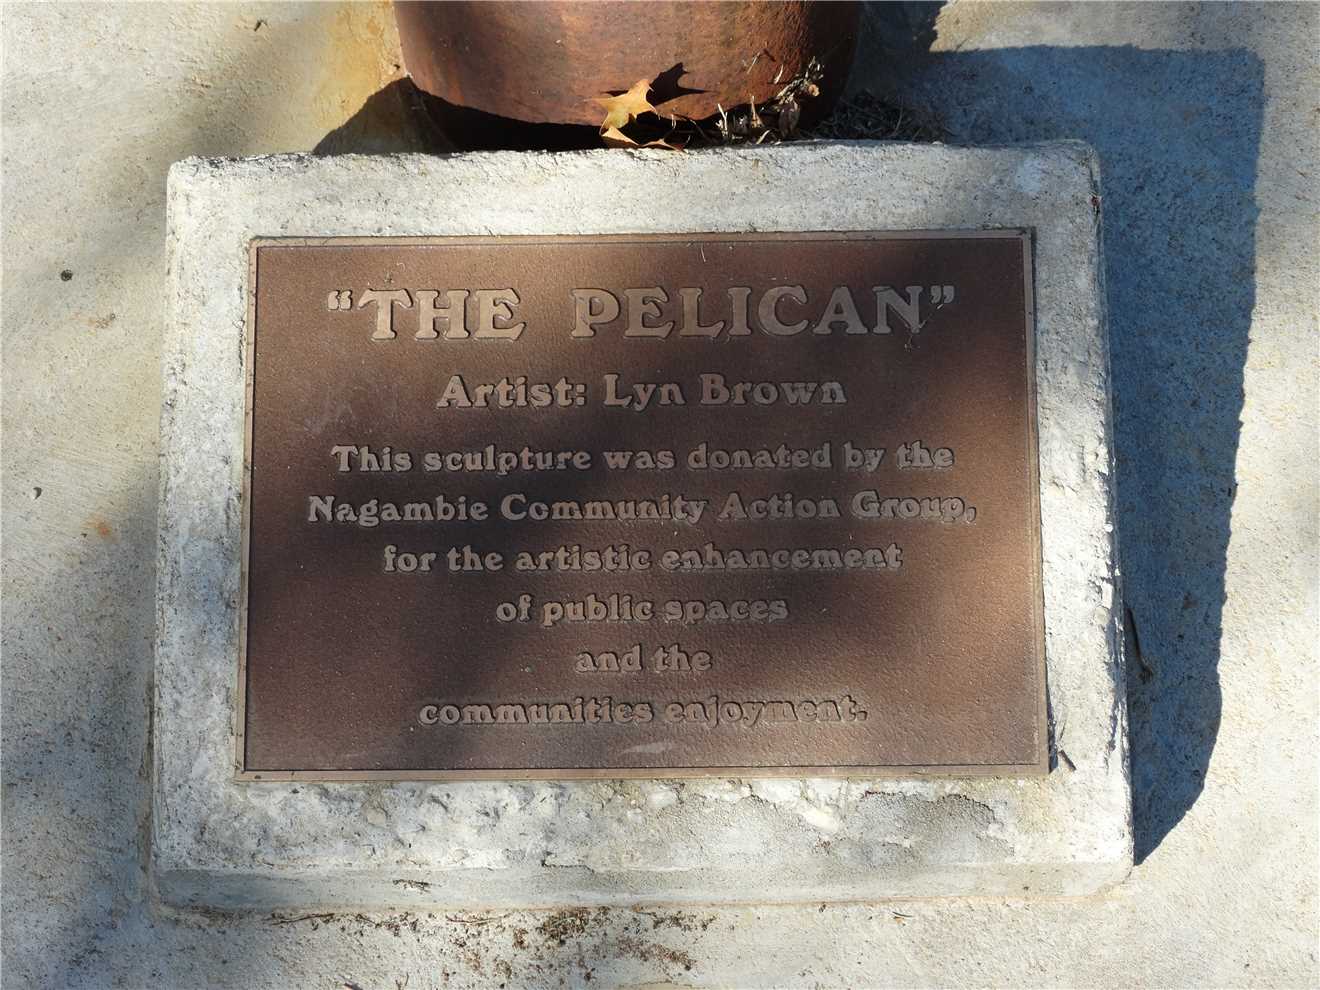 “THE PELICAN”
Artist: Lyn Brown
This sculpture was donated by the
Nagambie Community Action Group,
for the artistic enhancement
of public spaces
and the
communities enjoyment.